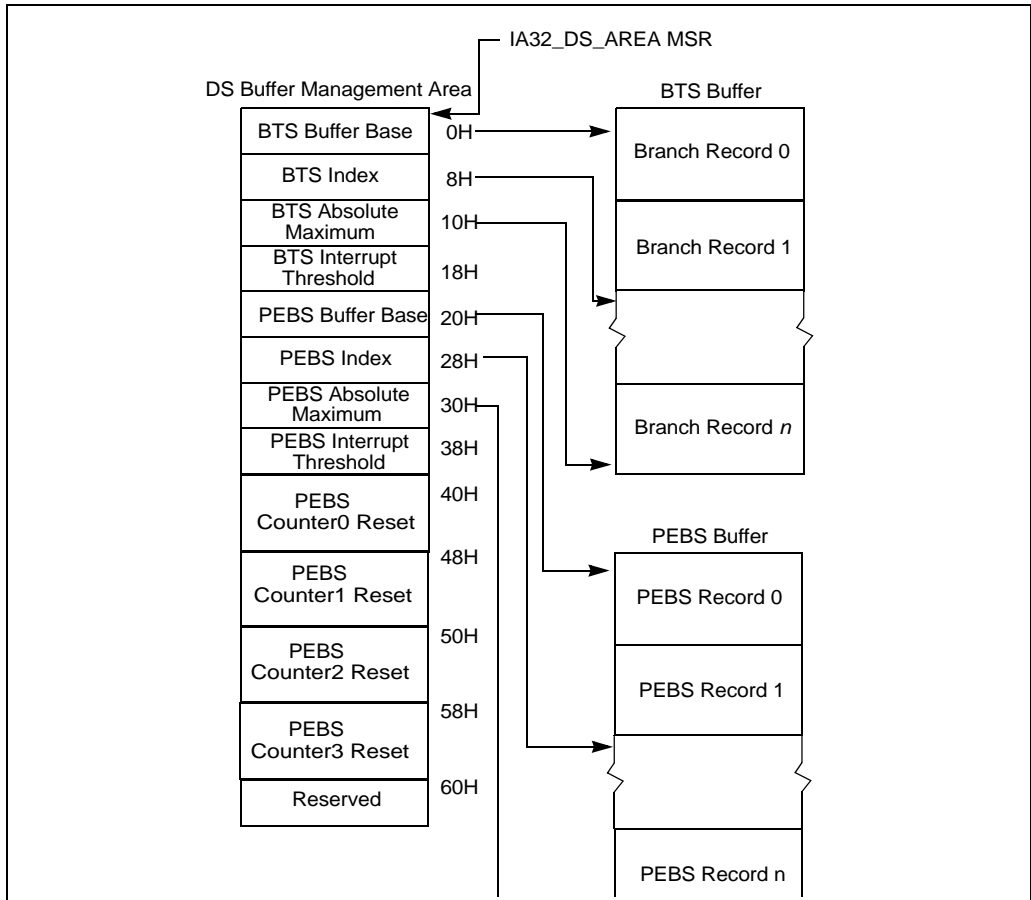 IA32_DS_AREA MSR
DS Buffer Management Area
BTS Buffer Base
0H
BTS Index
8H
BTS Absolute
Maximum
10H
BTS Interrupt
Threshold
18H
PEBS Buffer Base
20H
PEBS Index
28H
PEBS Absolute
Maximum
30H
PEBS Interrupt
Threshold
38H
PEBS
Counter0 Reset
40H
PEBS
Counter1 Reset
48H
PEBS
Counter2 Reset
50H
PEBS
Counter3 Reset
58H
Reserved
60H
BTS Buffer
Branch Record 0
Branch Record 1
Branch Record n
PEBS Buffer
PEBS Record 0
PEBS Record 1
PEBS Record n